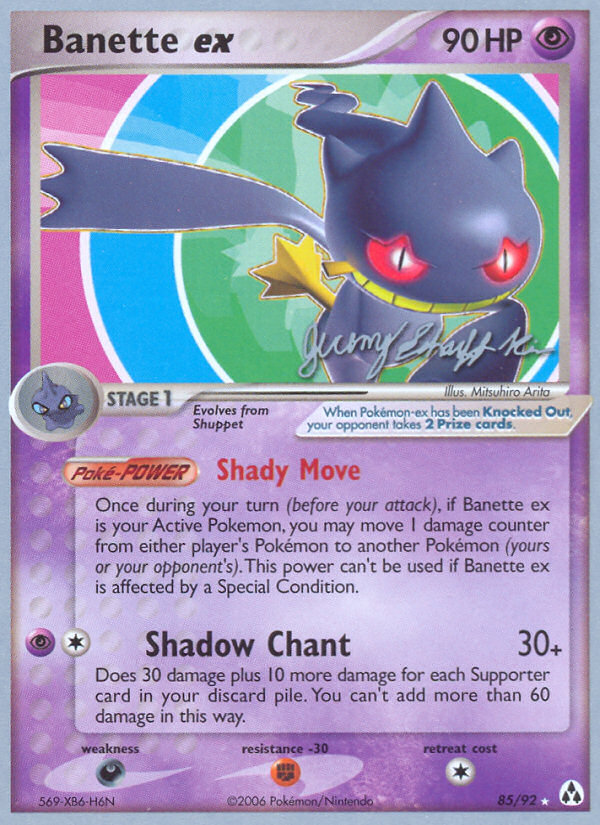 Banette ex
90 HP
Illus. Mitsuhiro Arita
STAGE 1
Evolves from
Shuppet
When Pokémon-ex has been Knocked Out,
your opponent takes 2 Prize cards.
Poké-POWER Shady Move
Once during your turn (before your attack), if Banette ex
is your Active Pokemon, you may move 1 damage counter
from either player's Pokémon to another Pokémon (yours
or your opponent's). This power can't be used if Banette ex
is affected by a Special Condition.
Shadow Chant 30+
Does 30 damage plus 10 more damage for each Supporter
card in your discard pile. You can't add more than 60
damage in this way.
weakness resistance -30 retreat cost
569-XB6-H6N ©2006 Pokémon/Nintendo 85/92 ★